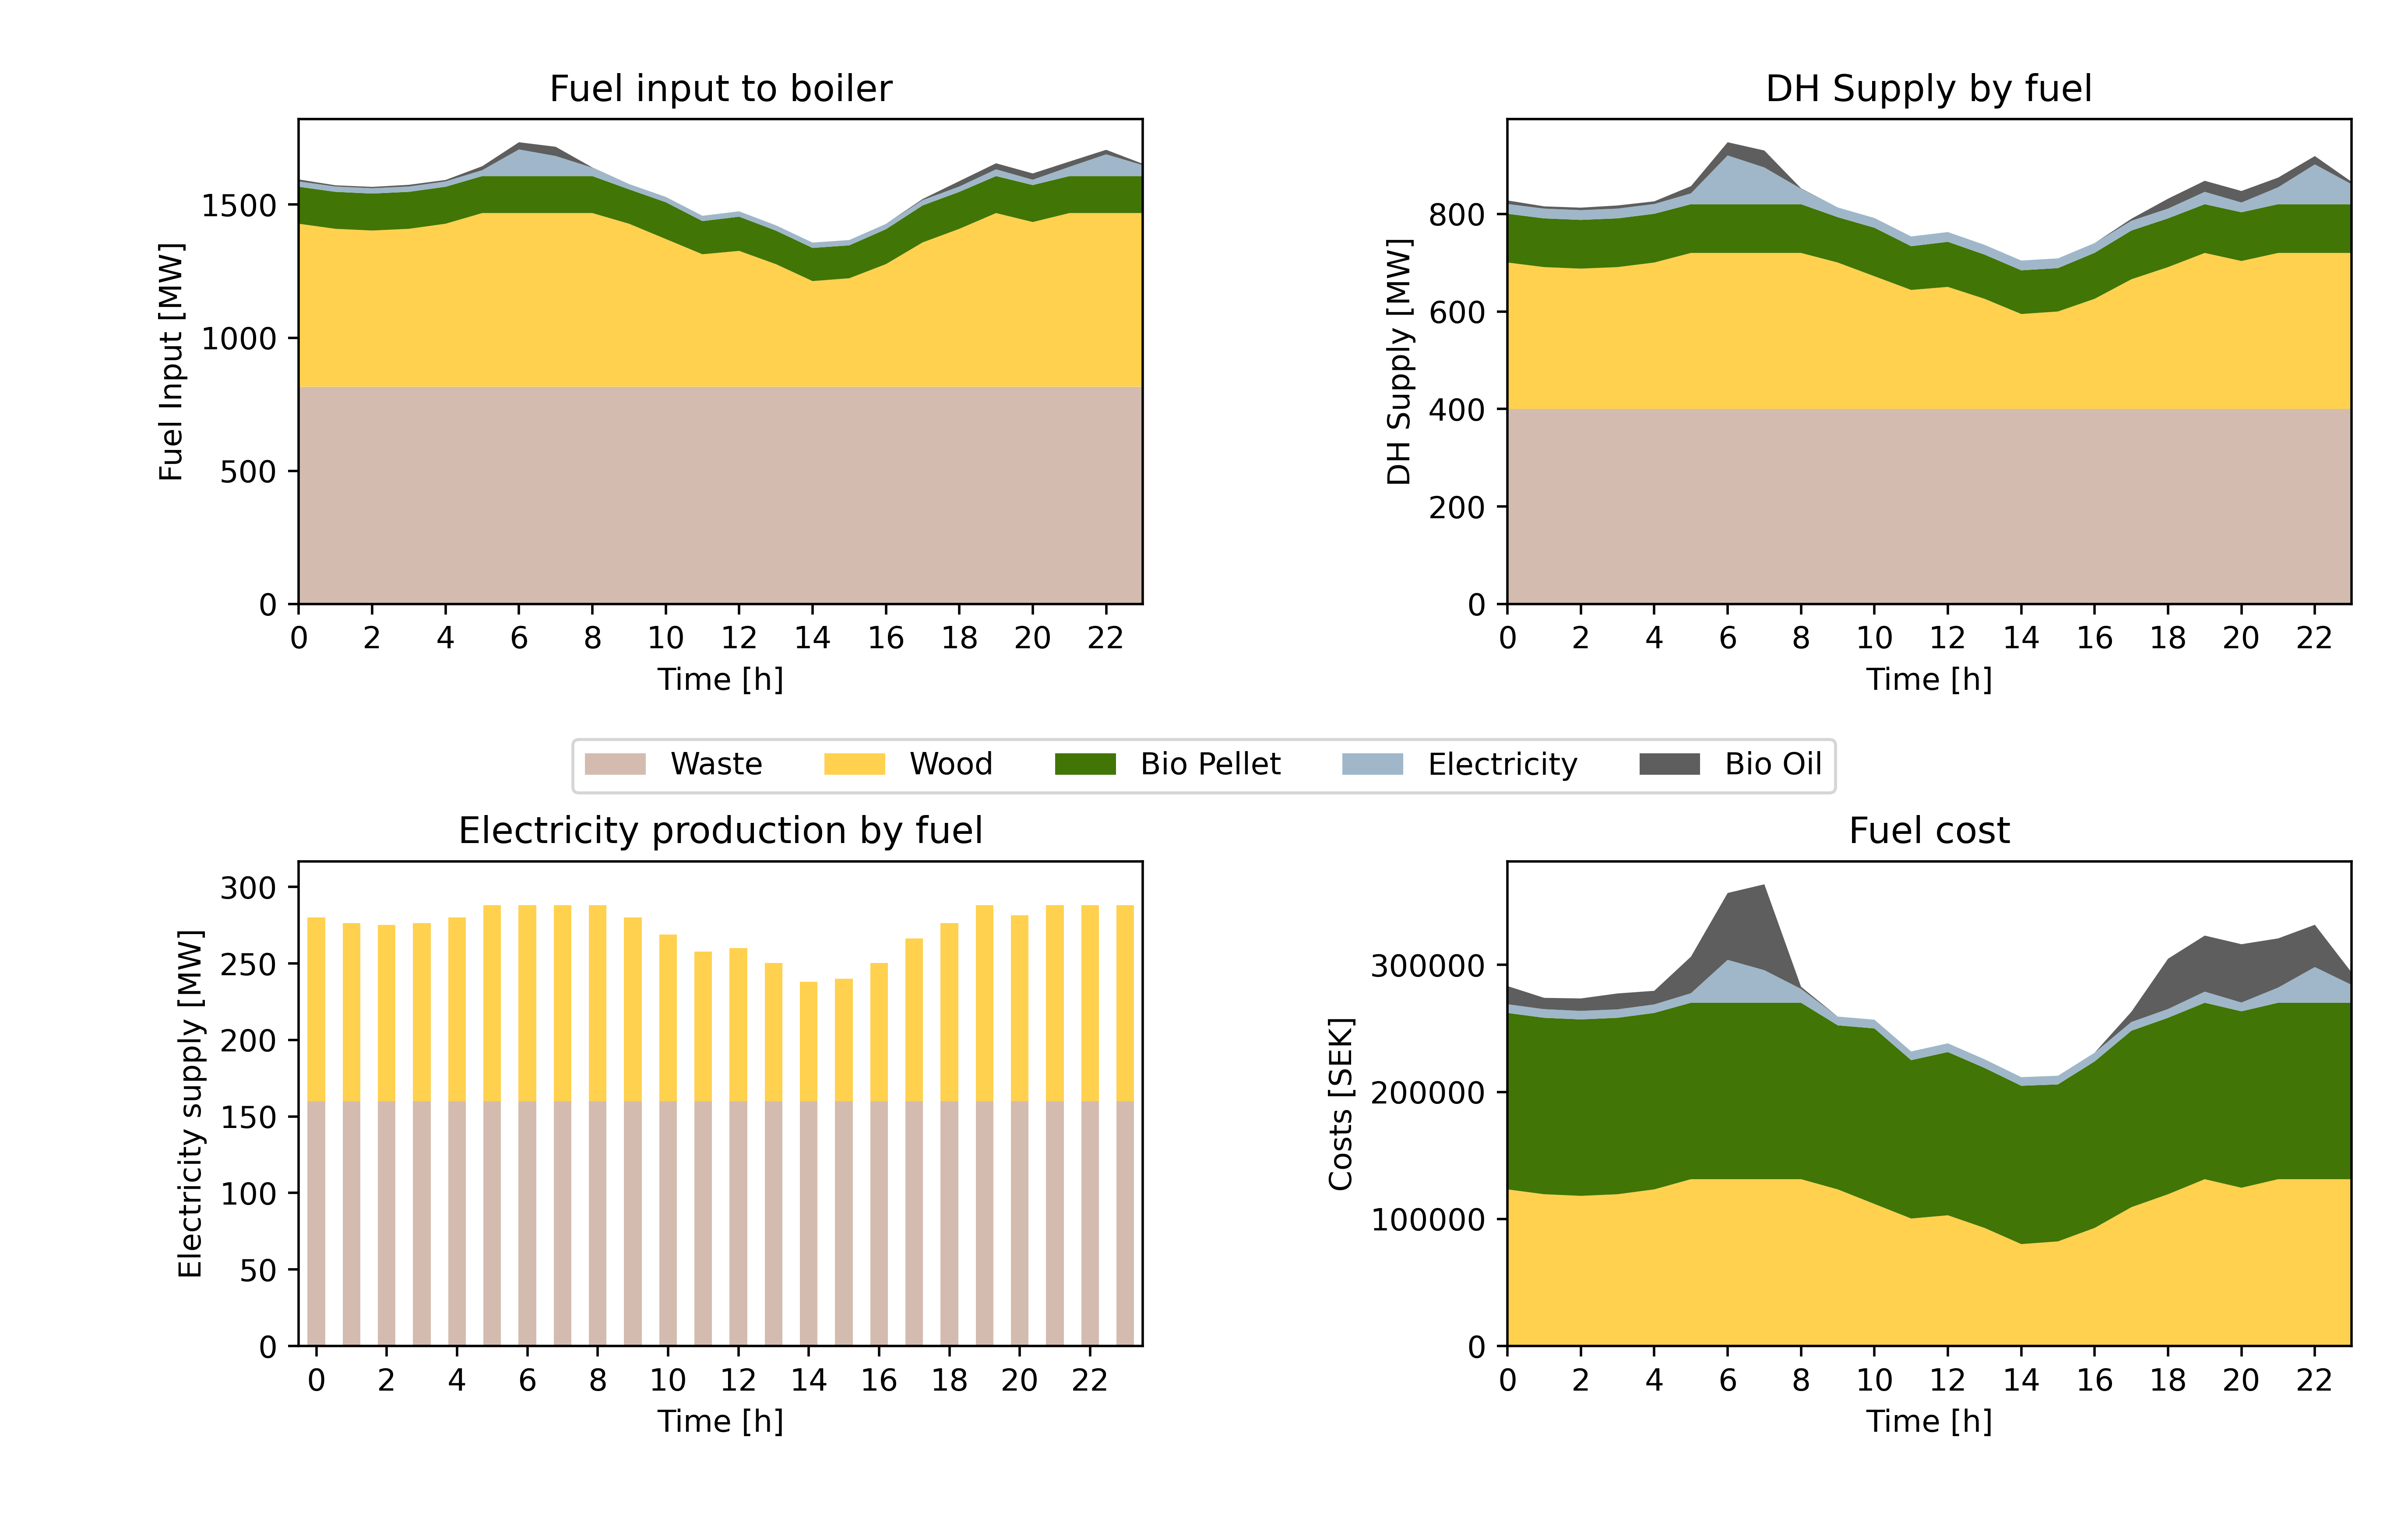 Fuel input to boiler
Fuel Input [MW]
1500
1000
500
0
0 2 4 6 8 10 12 14 16 18 20 22
Time [h]
DH Supply by fuel
DH Supply [MW]
800
600
400
200
0
0 2 4 6 8 10 12 14 16 18 20 22
Time [h]
Waste Wood Bio Pellet Electricity Bio Oil
Electricity production by fuel
Electricity supply [MW]
300
250
200
150
100
50
0
0 2 4 6 8 10 12 14 16 18 20 22
Time [h]
Fuel cost
Costs [SEK]
300000
200000
100000
0
0 2 4 6 8 10 12 14 16 18 20 22
Time [h]